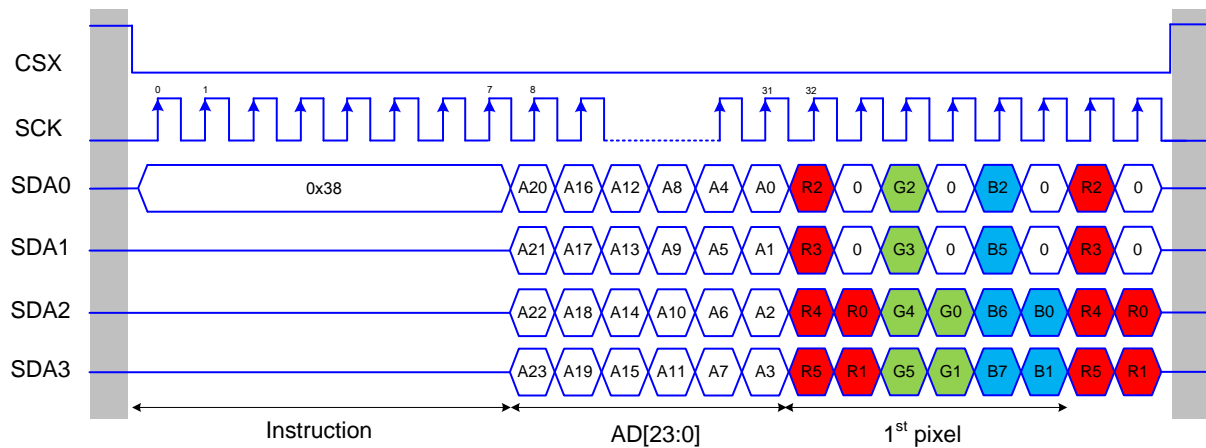 CSX
0 1 7 8 31 32
SCK
SDA0 0x38 A20 A16 A12 A8 A4 A0 R2 0 G2 0 B2 0 R2 0
SDA1 A21 A17 A13 A9 A5 A1 R3 0 G3 0 B5 0 R3 0
SDA2 A22 A18 A14 A10 A6 A2 R4 R0 G4 G0 B6 B0 R4 R0
SDA3 A23 A19 A15 A11 A7 A3 R5 R1 G5 G1 B7 B1 R5 R1
Instruction AD[23:0] 1st pixel